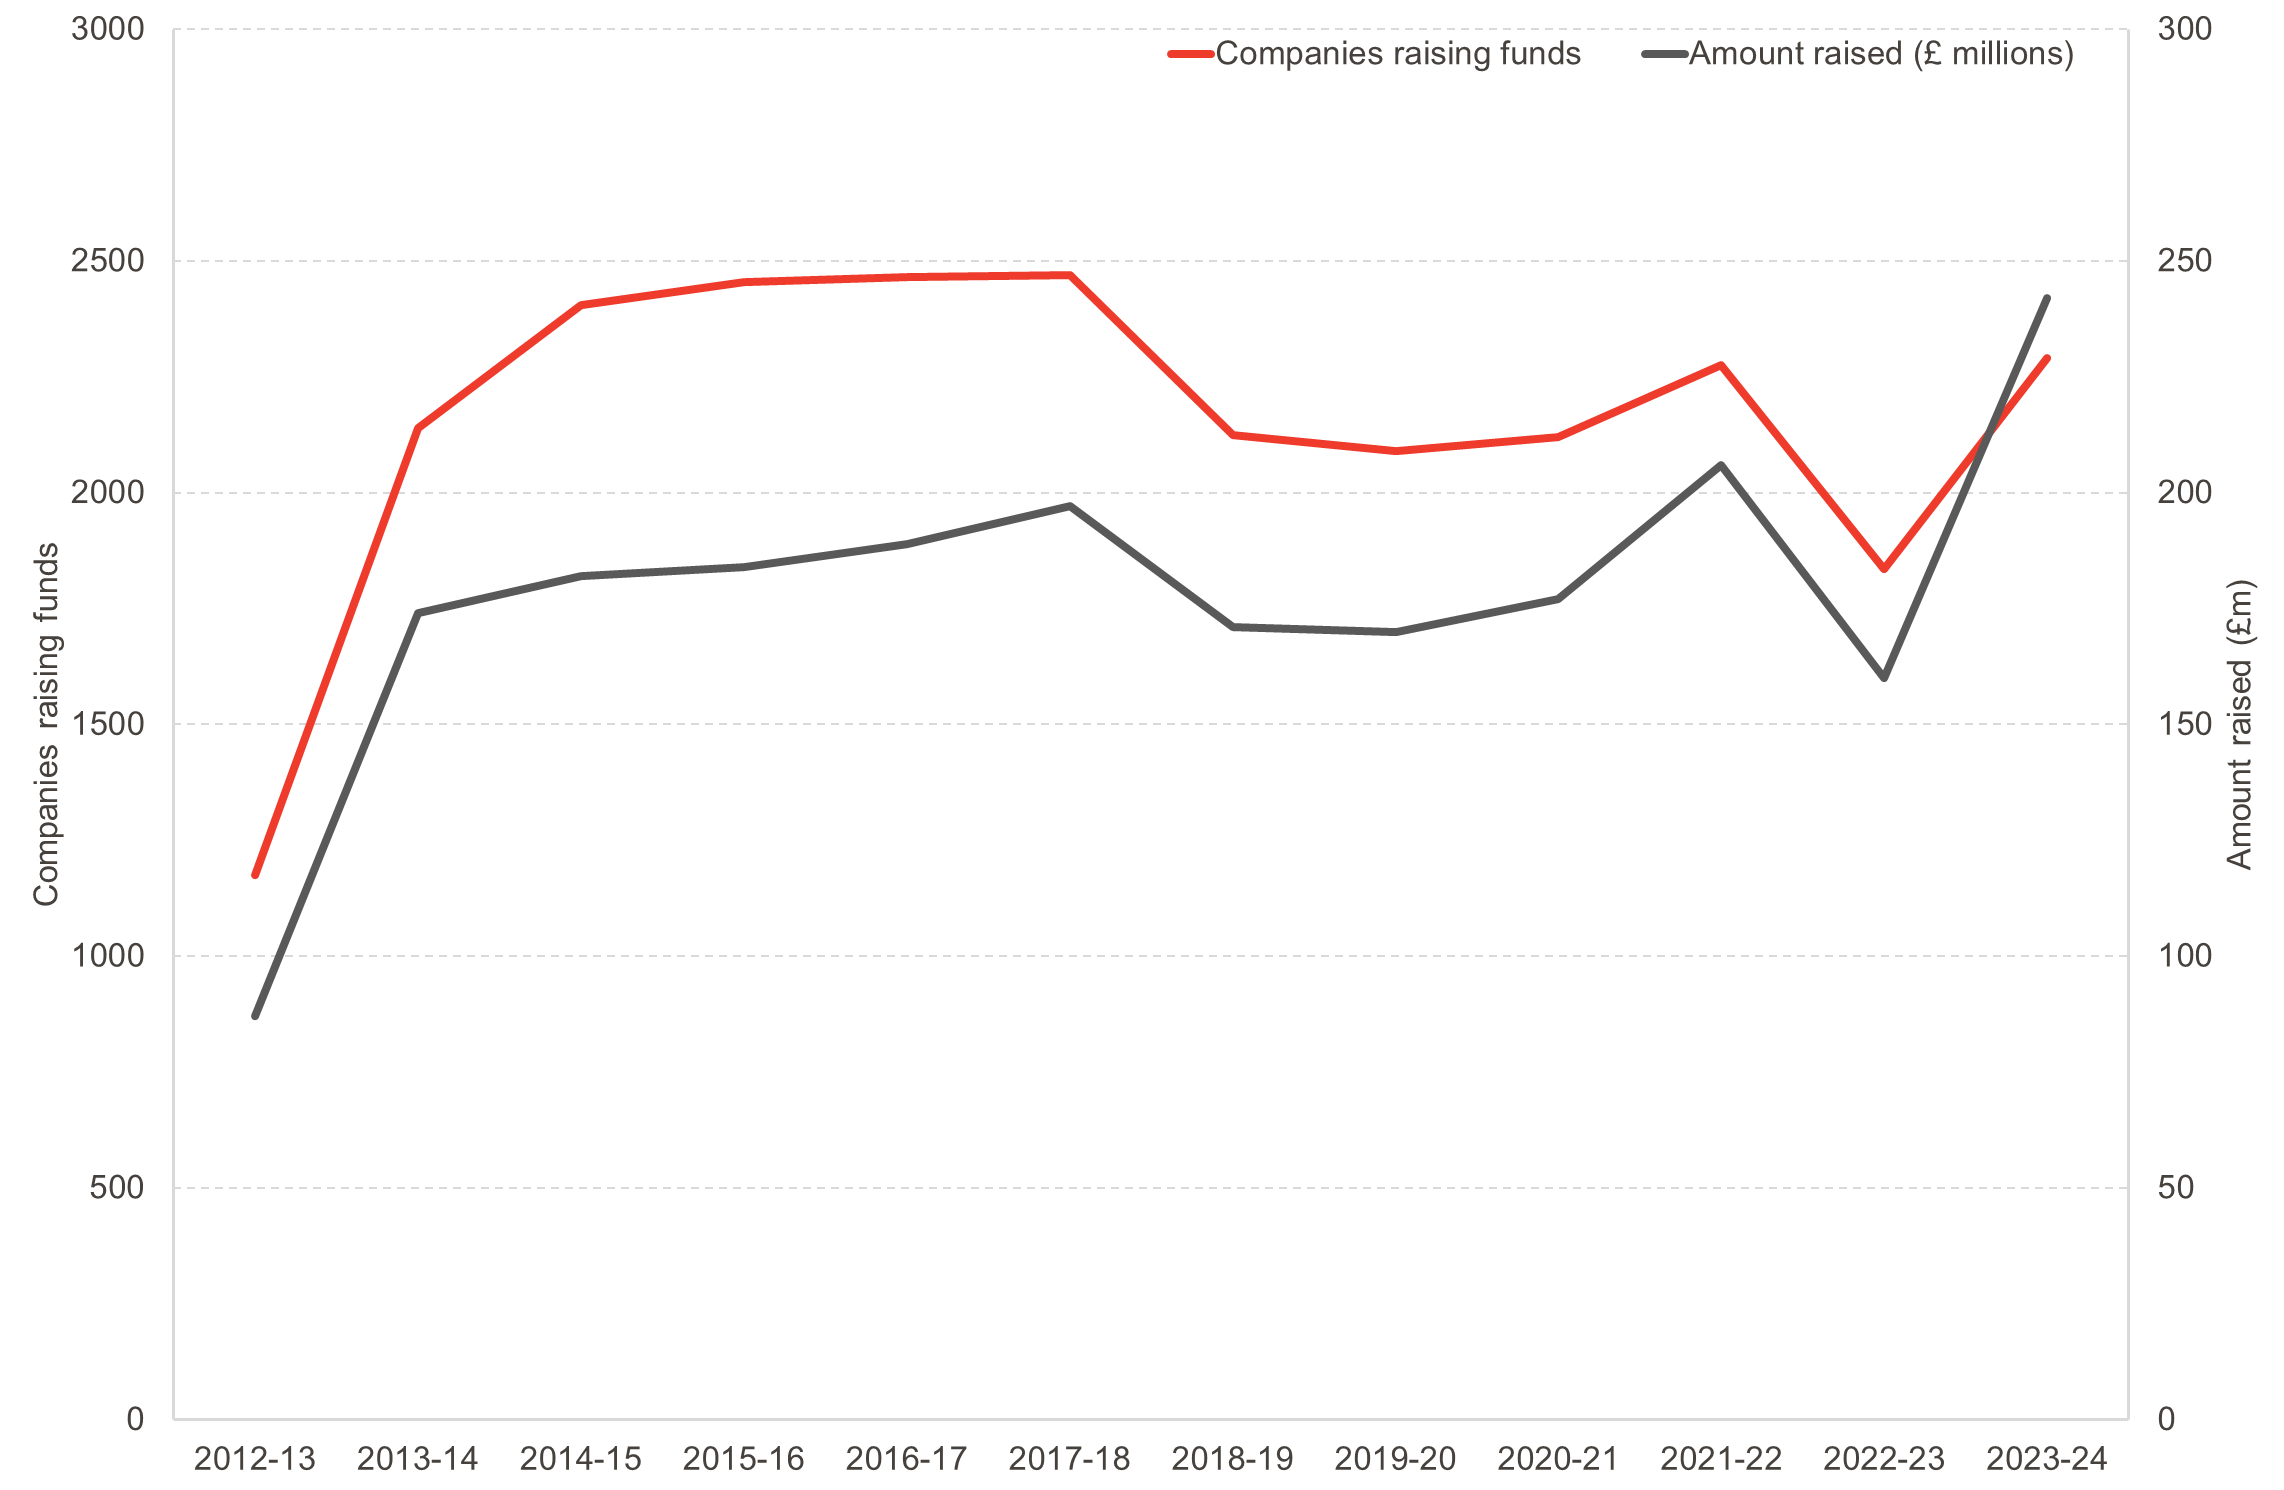 Companies raising funds
Amount raised (£ millions)
3000
2500
2000
1500
1000
500
0
Companies raising funds
300
250
200
150
100
50
0
Amount raised (£m)
2012-13 2013-14 2014-15 2015-16 2016-17 2017-18 2018-19 2019-20 2020-21 2021-22 2022-23 2023-24